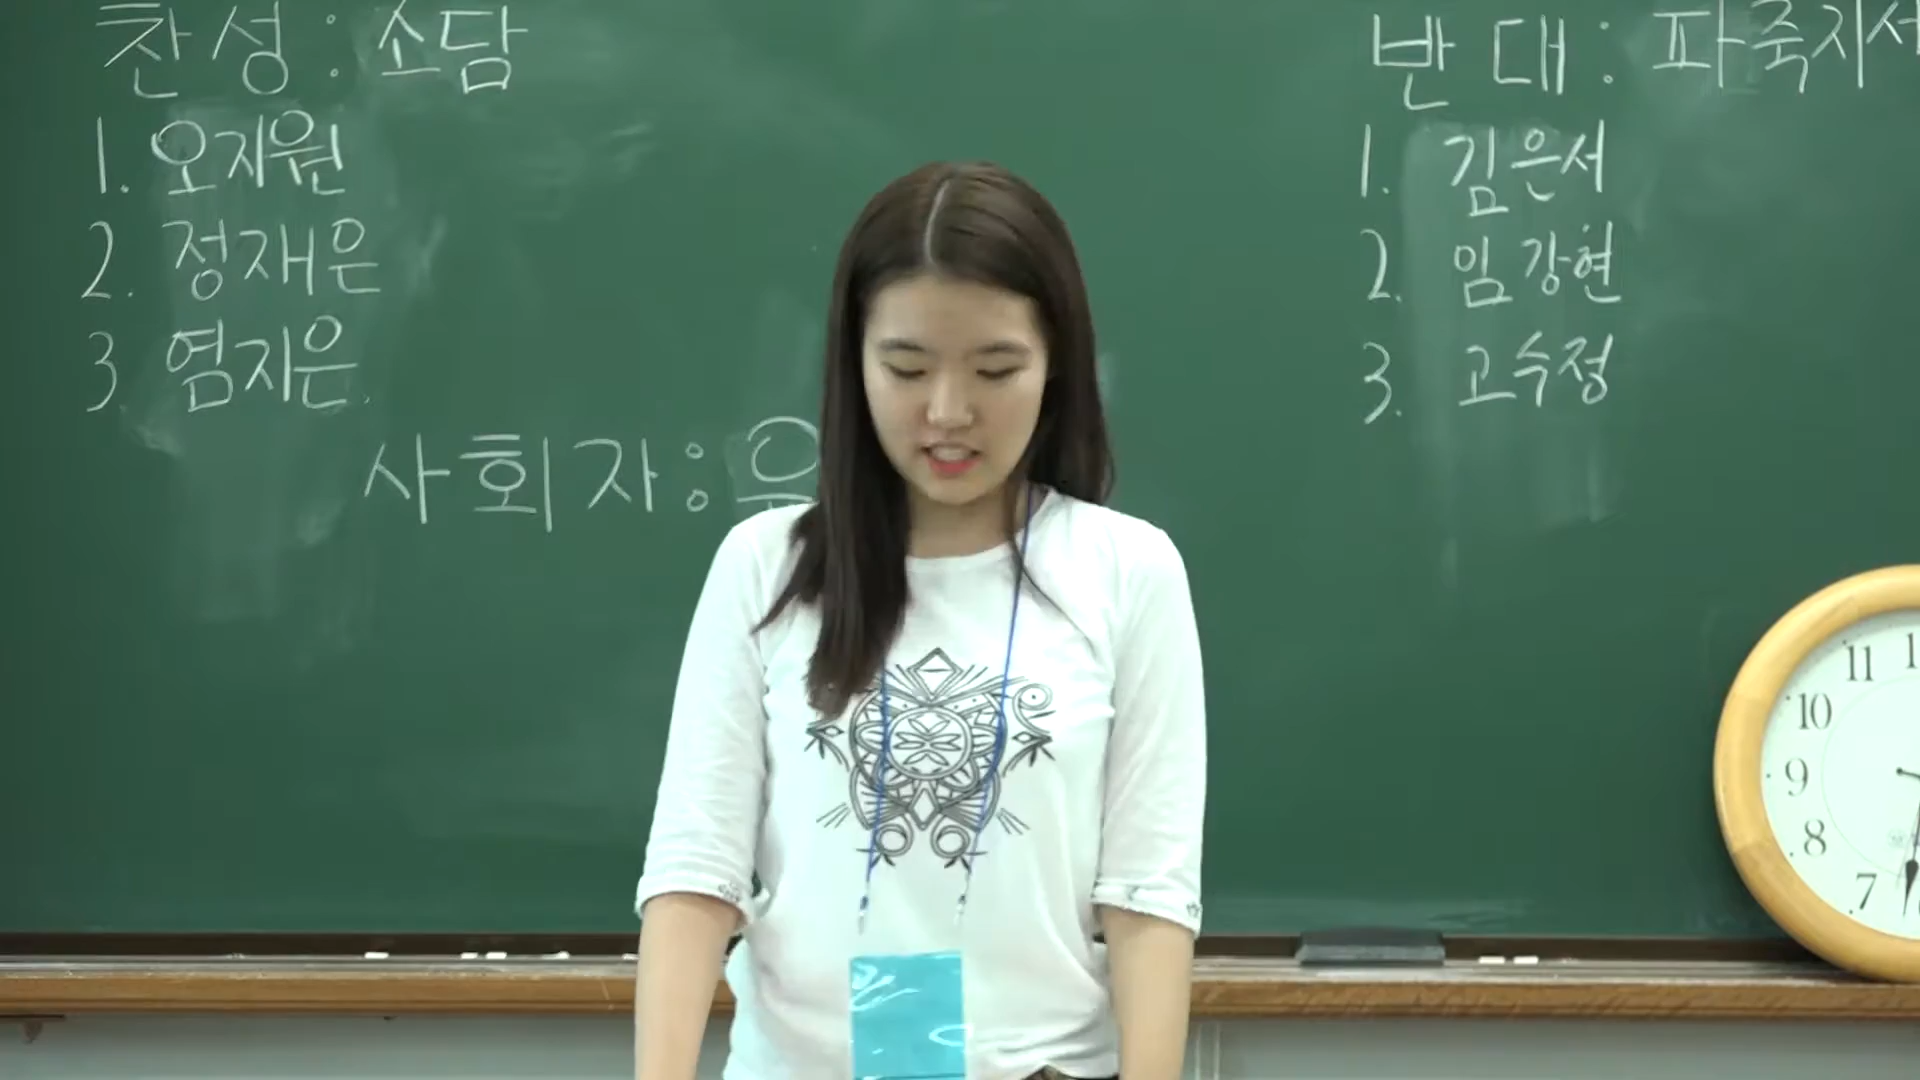 찬성: 소담
1. 오지원
2. 정재은
3. 염지은
사회자:
반대: 파죽지세
1. 김은서
2. 임강현
3. 고수정
11
10
9
8
7